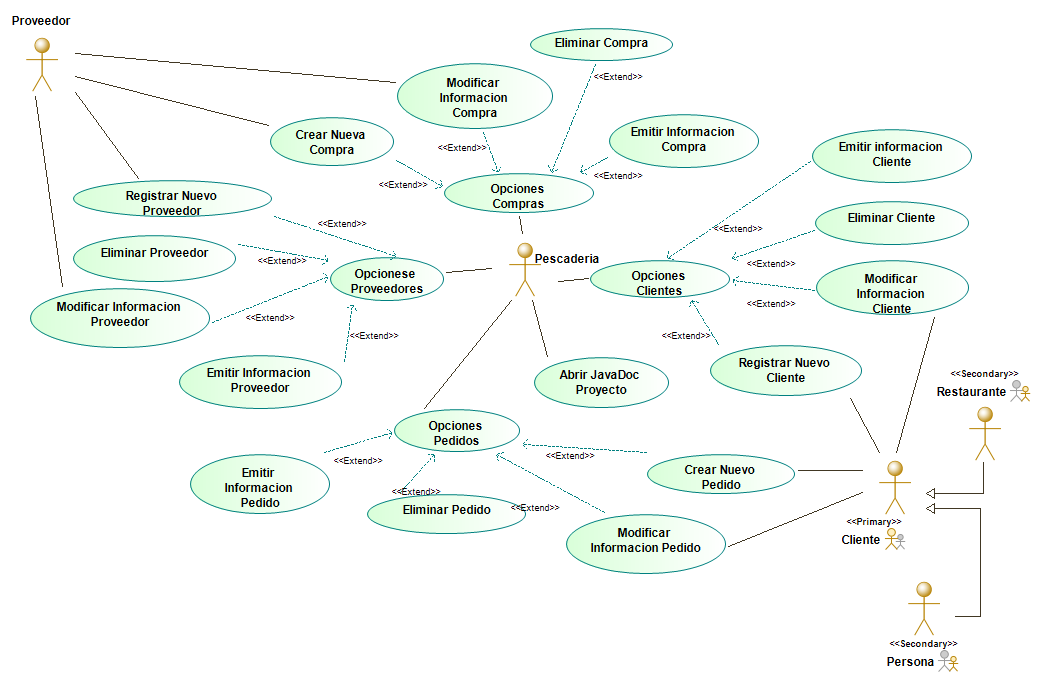 Proveedor
Eliminar Compra
<<Extend>>
Modificar
Informacion
Compra
Crear Nueva
Compra
<<Extend>>
Emitir Informacion
Compra
<<Extend>>
<<Extend>>
Opciones
Compras
Emitir informacion
Cliente
Registrar Nuevo
Proveedor
<<Extend>>
Eliminar Cliente
<<Extend>>
Eliminar Proveedor
<<Extend>>
Pescaderia
<<Extend>>
Opcionese
Proveedores
Opciones
Clientes
Modificar
Informacion
Cliente
<<Extend>>
Modificar Informacion
Proveedor
<<Extend>>
<<Extend>>
<<Extend>>
Emitir Informacion
Proveedor
Abrir JavaDoc
Proyecto
Registrar Nuevo
Cliente
<<Secondary>>
Restaurante
Opciones
Pedidos
<<Extend>>
<<Extend>>
Emitir
Informacion
Pedido
Crear Nuevo
Pedido
<<Extend>>
Eliminar Pedido
<<Extend>>
Modificar
Informacion Pedido
<<Primary>>
Cliente
<<Secondary>>
Persona